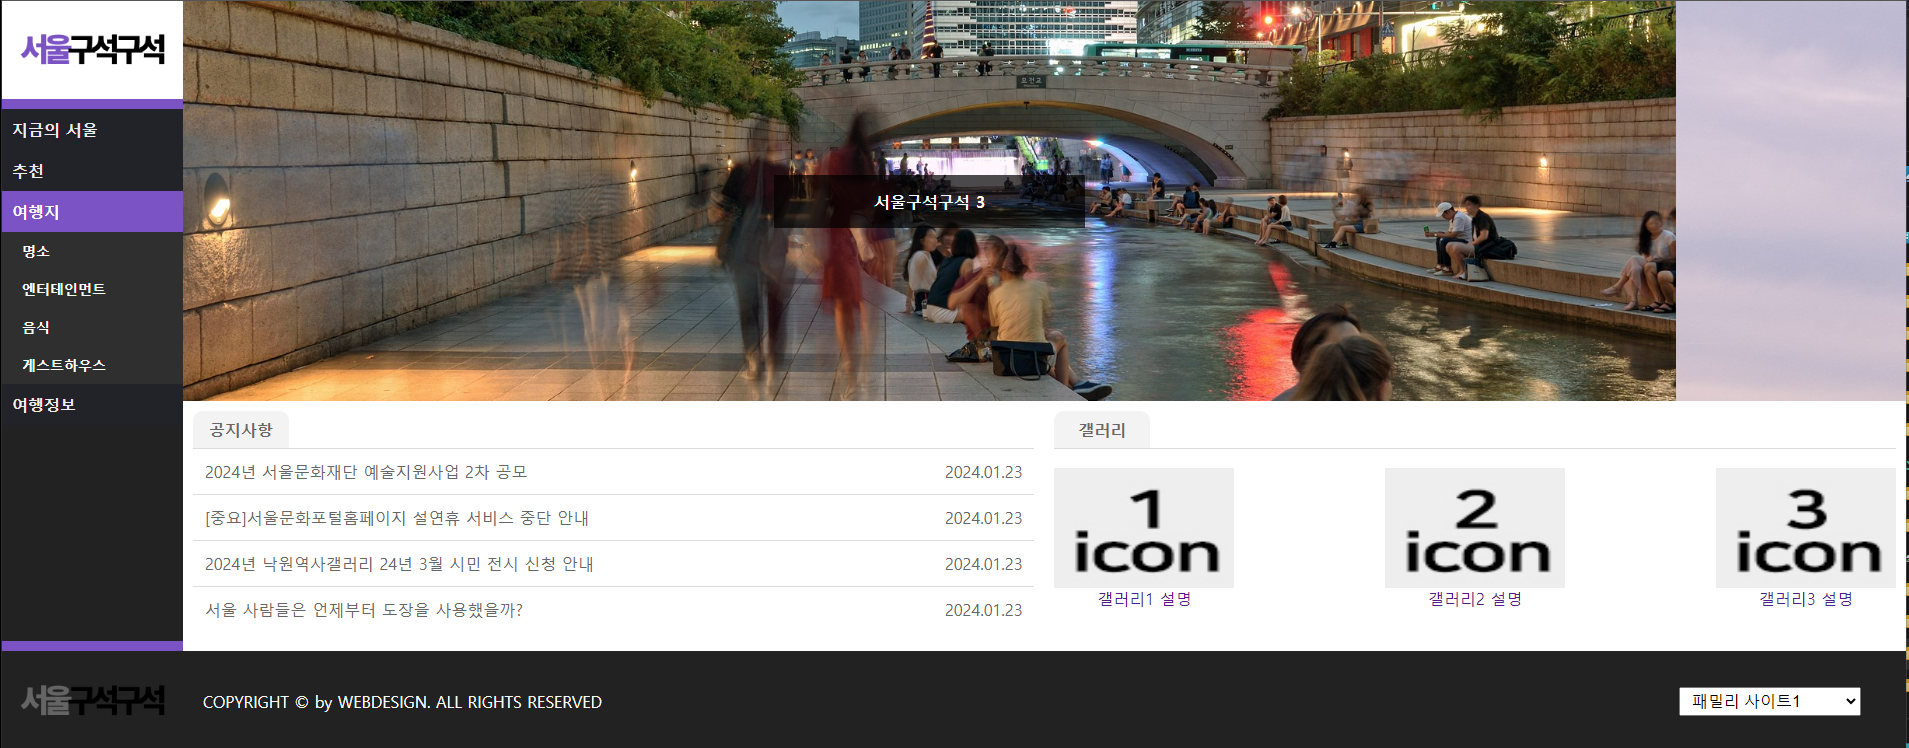 서울구석구석
지금의 서울
추천
여행지
명소
엔터테인먼트
음식
게스트하우스
여행정보
모전교
서울구석구석 3
공지사항
2024년 서울문화재단 예술지원사업 2차 공모 2024.01.23
[중요]서울문화포털홈페이지 설연휴 서비스 중단 안내 2024.01.23
2024년 낙원역사갤러리 24년 3월 시민 전시 신청 안내 2024.01.23
서울 사람들은 언제부터 도장을 사용했을까? 2024.01.23
갤러리
1 icon
갤러리1 설명
2 icon
갤러리2 설명
3 icon
갤러리3 설명
서울구석구석
COPYRIGHT © by WEBDESIGN. ALL RIGHTS RESERVED
패밀리 사이트1